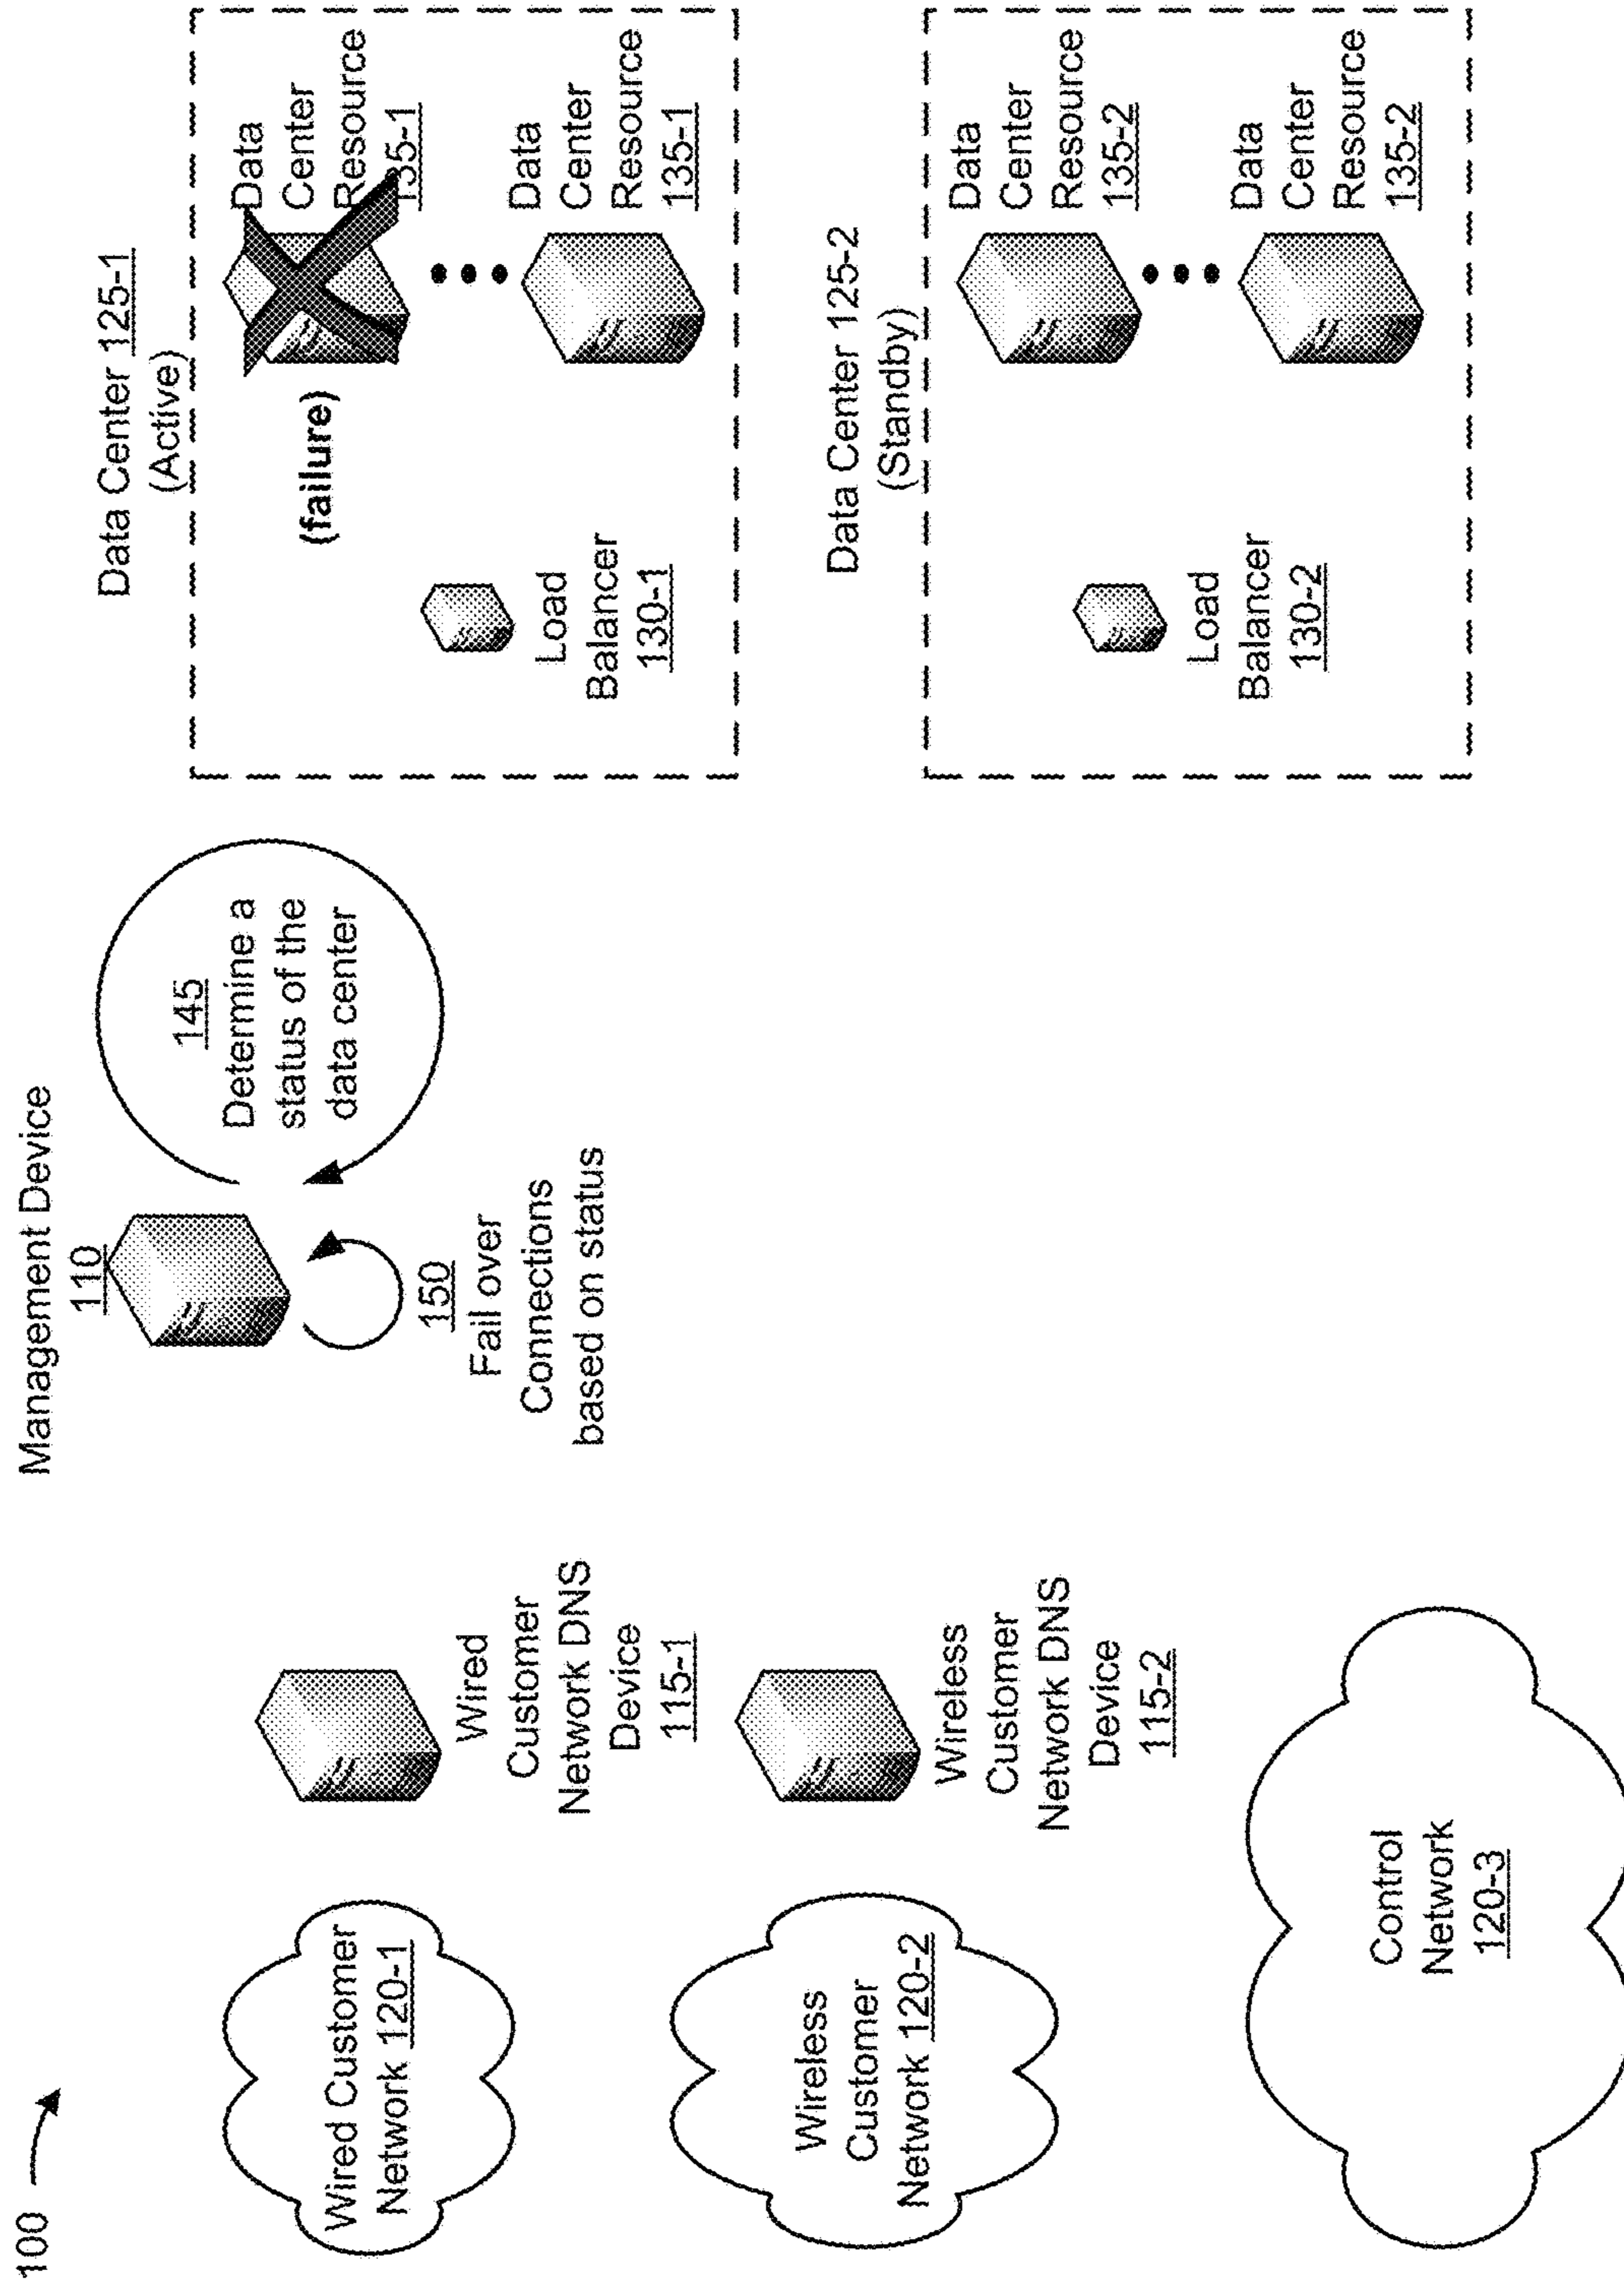 100
Management Device
110
145
Determine a
status of the
data center
150
Fail over
Connections
based on status
Wired Customer
Network 120-1
Wired
Customer
Network DNS
Device
115-1
Wireless
Customer
Network 120-2
Wireless
Customer
Network DNS
Device
115-2
Control
Network
120-3
Data Center 125-1
(Active)
(failure)
Data
Center
Resource
135-1
Load
Balancer
130-1
Data
Center
Resource
135-1
Data Center 125-2
(Standby)
Data
Center
Resource
135-2
Load
Balancer
130-2
Data
Center
Resource
135-2